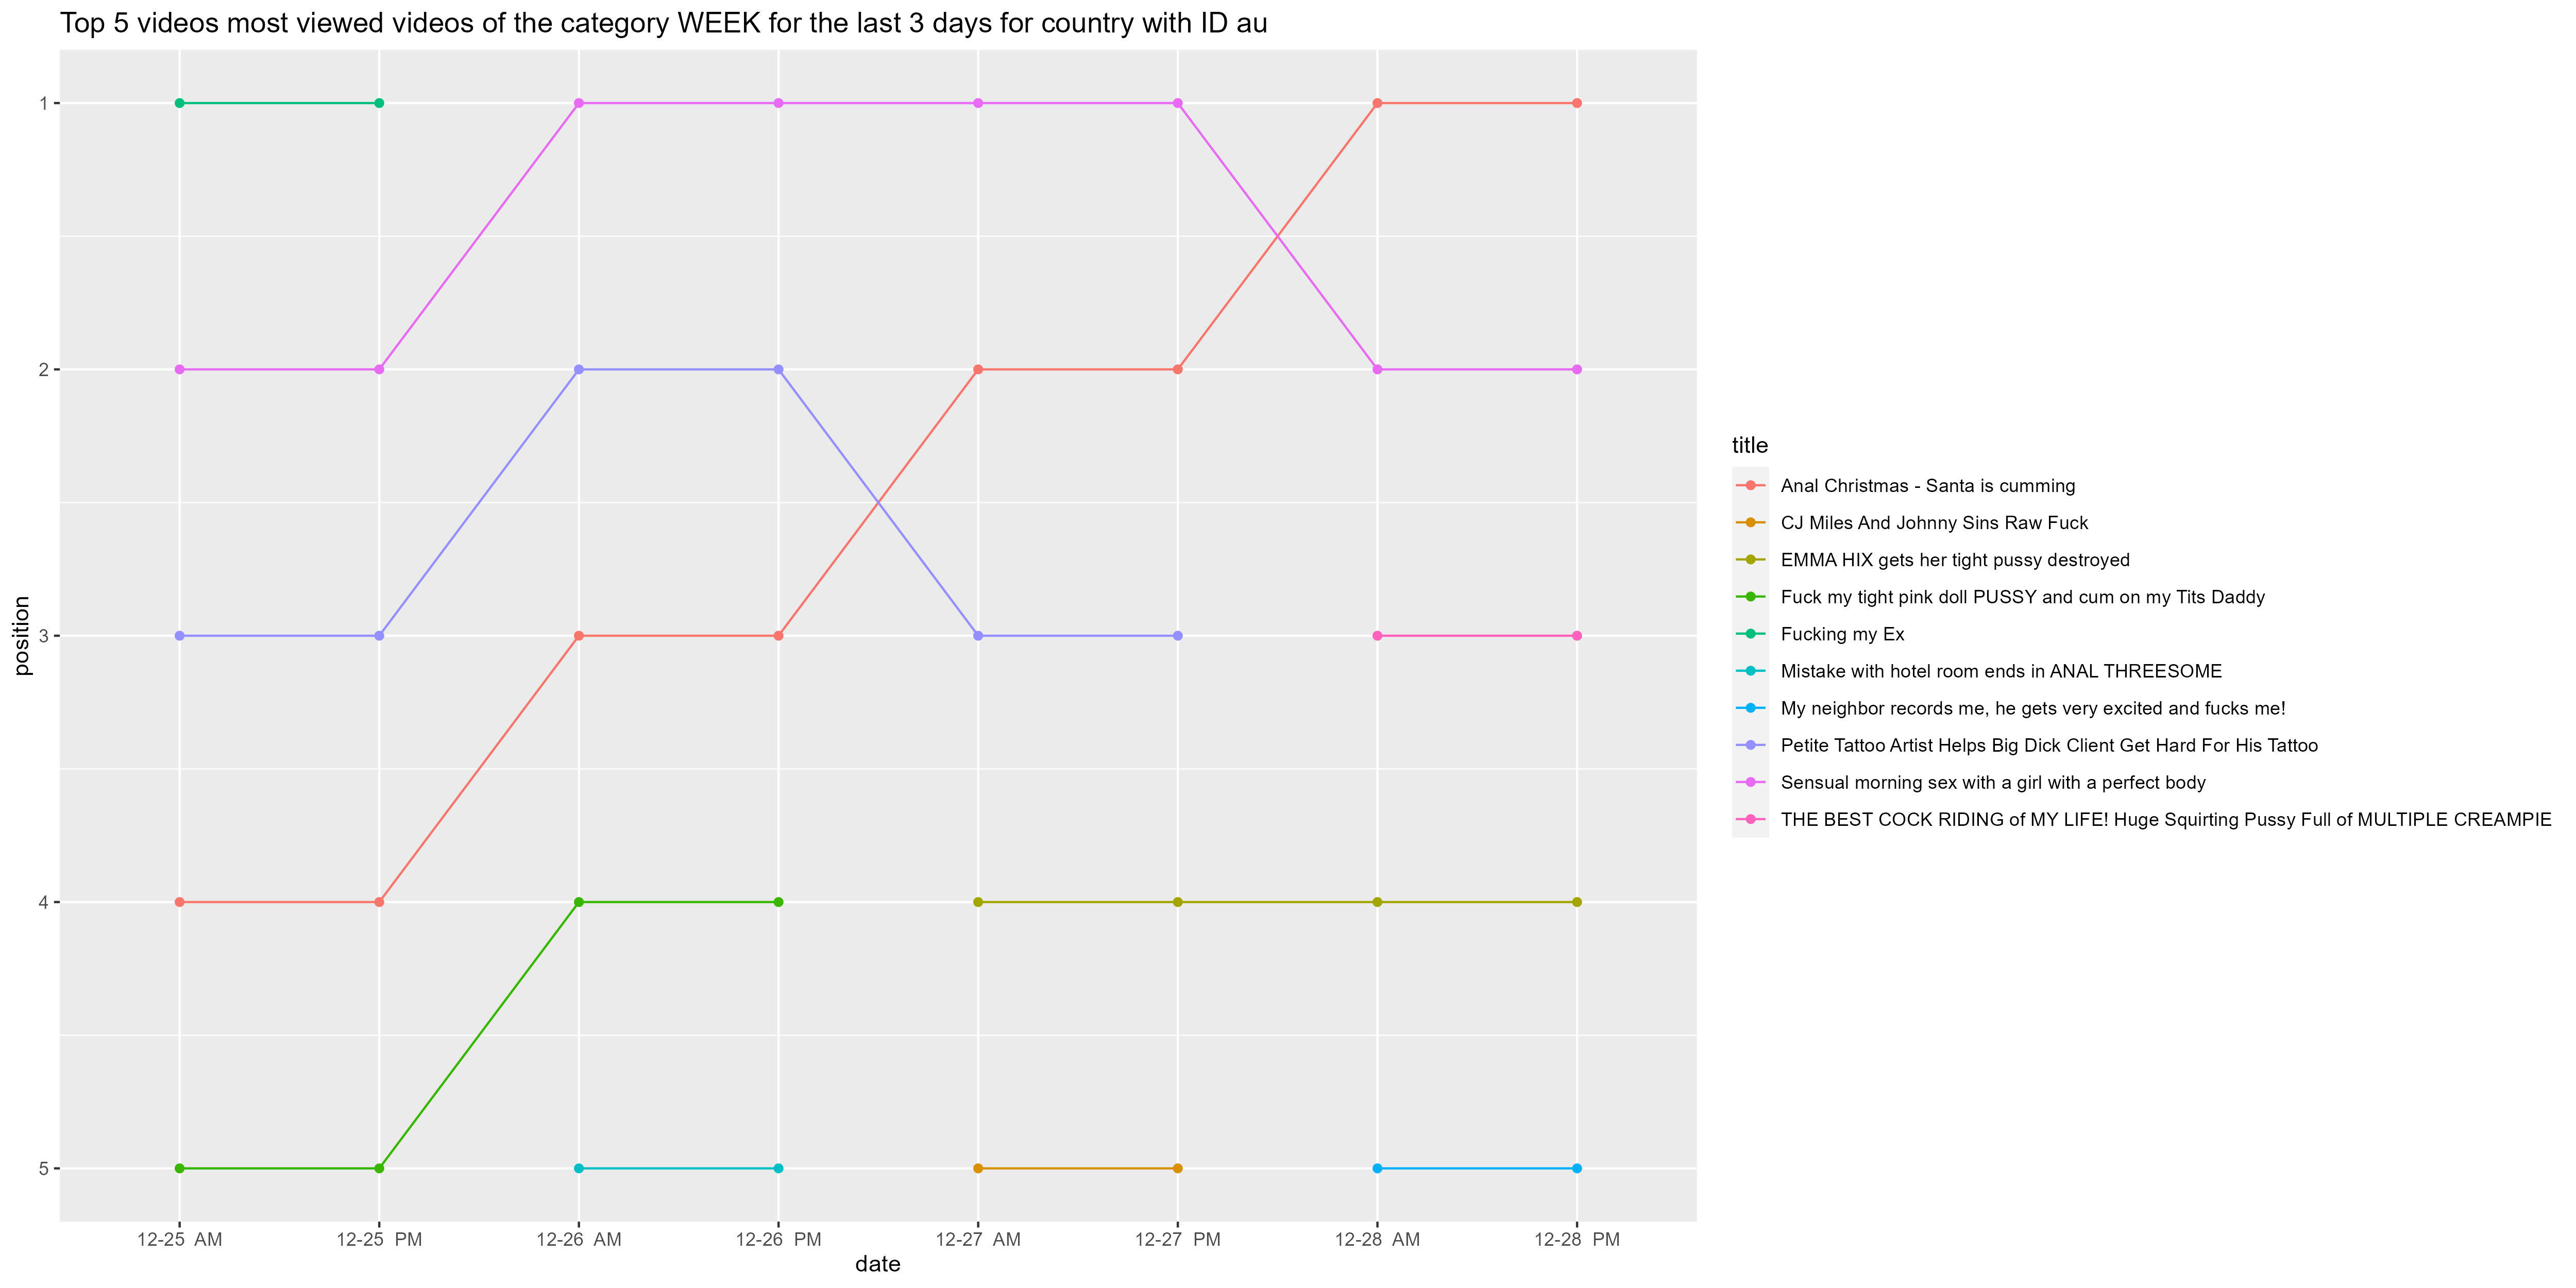 Top 5 videos most viewed videos of the category WEEK for the last 3 days for country with ID au
position
1
2
3
4
5
12-25 AM
12-25 PM
12-26 AM
12-26 PM
12-27 AM
12-27 PM
12-28 AM
12-28 PM
date
title
Anal Christmas - Santa is cumming
CJ Miles And Johnny Sins Raw Fuck
EMMA HIX gets her tight pussy destroyed
Fuck my tight pink doll PUSSY and cum on my Tits Daddy
Fucking my Ex
Mistake with hotel room ends in ANAL THREESOME
My neighbor records me, he gets very excited and fucks me!
Petite Tattoo Artist Helps Big Dick Client Get Hard For His Tattoo
Sensual morning sex with a girl with a perfect body
THE BEST COCK RIDING of MY LIFE! Huge Squirting Pussy Full of MULTIPLE CREAMPIE